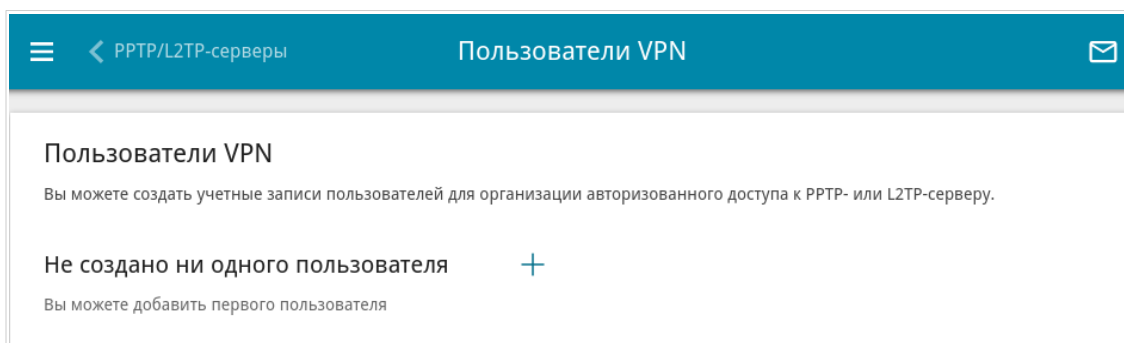 PPTP/L2TP-серверы
Пользователи VPN
Пользователи VPN
Вы можете создать учетные записи пользователей для организации авторизованного доступа к PPTP- или L2TP-серверу.
Не создано ни одного пользователя
Вы можете добавить первого пользователя